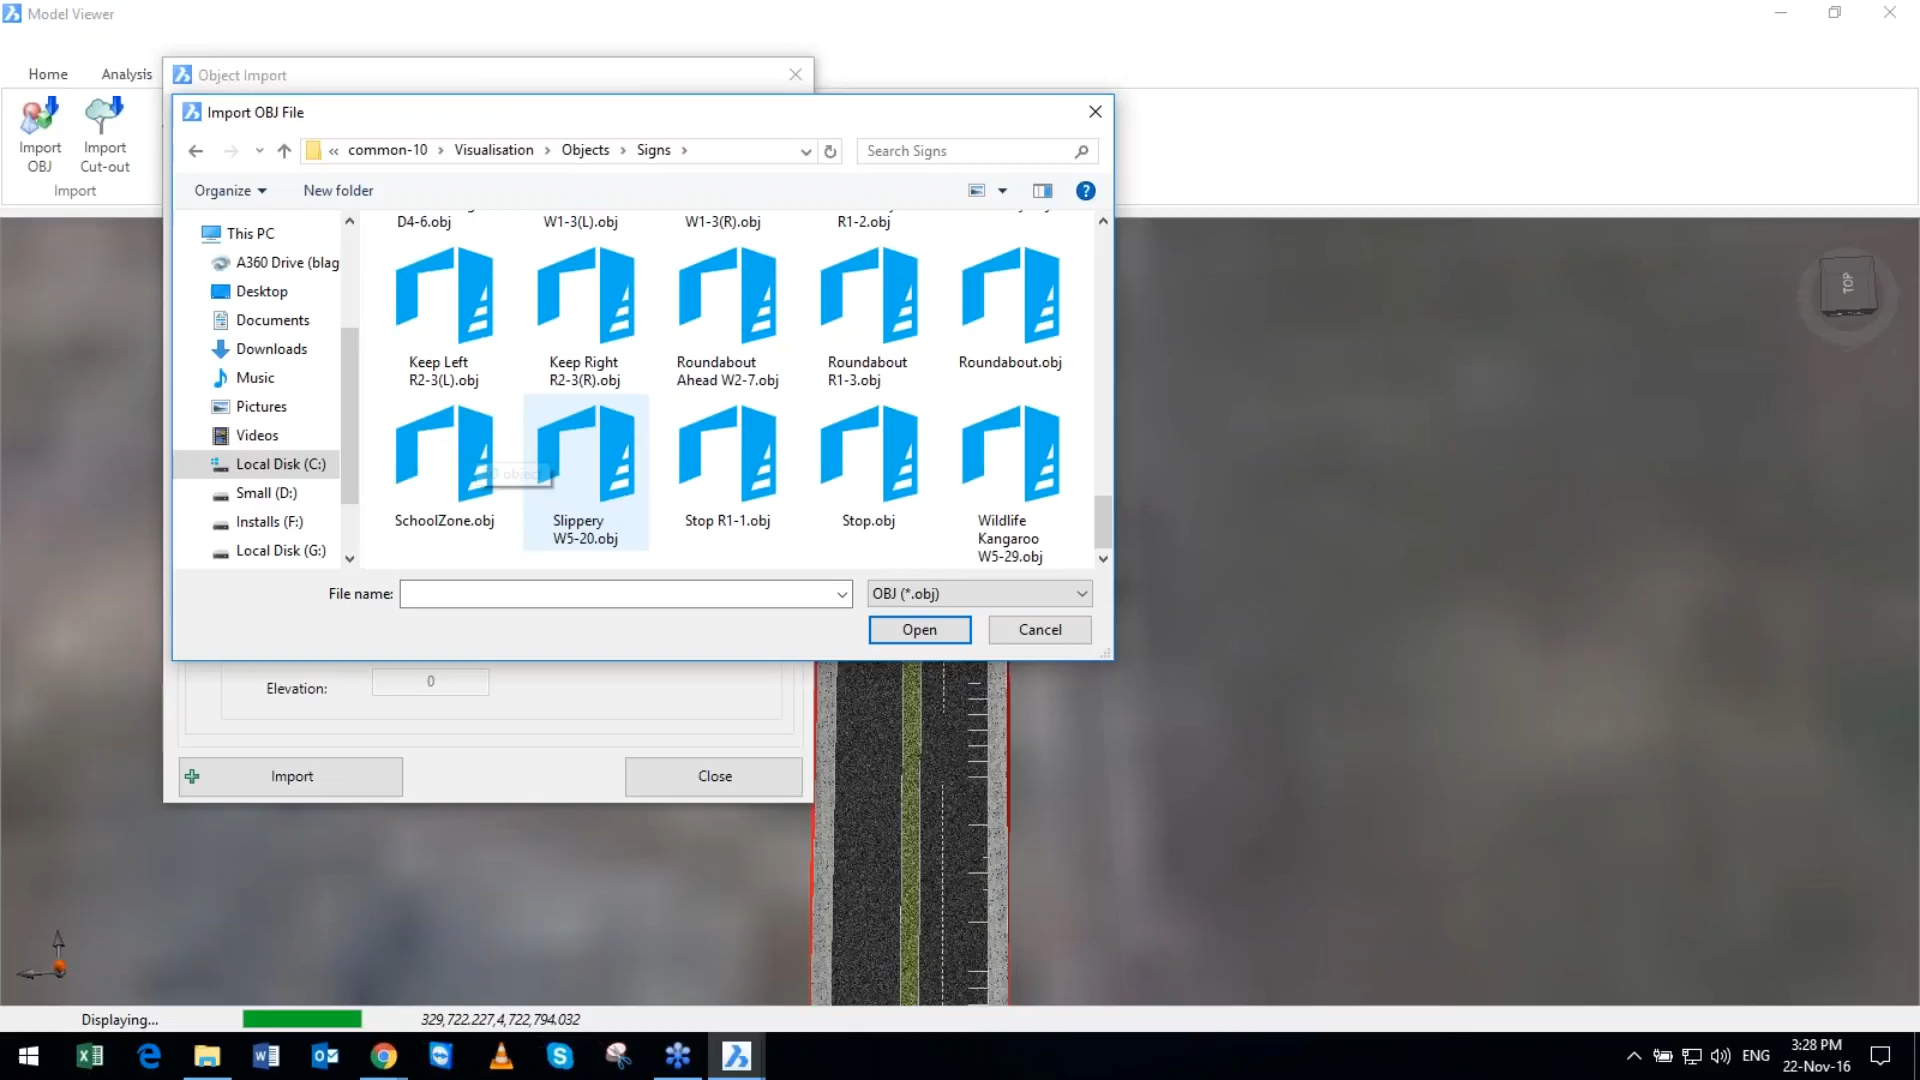 Model Viewer
Home
Analysis
Object Import
Import OBJ File
Import
OBJ
Import
Cut-out
Import
« common-10 › Visualisation › Objects › Signs ›
Search Signs
Organize
New folder
This PC
A360 Drive (blag
Desktop
Documents
Downloads
Music
Pictures
Videos
Local Disk (C:)
Small (D:)
Installs (F:)
Local Disk (G:)
D4-6.obj
W1-3(L).obj
W1-3(R).obj
R1-2.obj
Keep Left
R2-3(L).obj
Keep Right
R2-3(R).obj
Roundabout
Ahead W2-7.obj
Roundabout
R1-3.obj
Roundabout.obj
SchoolZone.obj
Slippery
W5-20.obj
Stop R1-1.obj
Stop.obj
Wildlife
Kangaroo
W5-29.obj
File name:
OBJ (*.obj)
Open
Cancel
Elevation:
0
Import
Close
TOP
Displaying...
329,722.227,4,722,794.032
ENG
3:28 PM
22-Nov-16